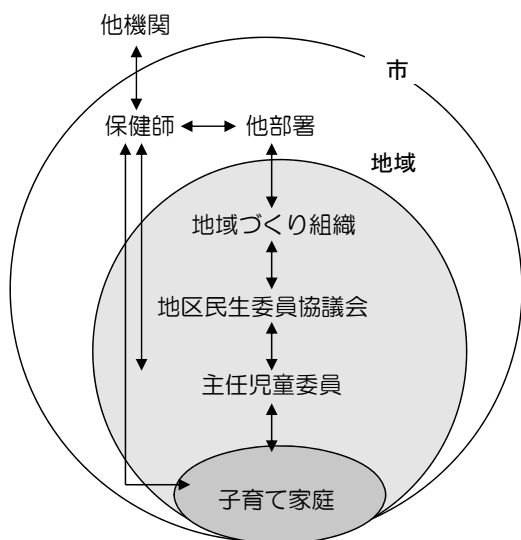 他機関
市
保健師
他部署
地域
地域づくり組織
地区民生委員協議会
主任児童委員
子育て家庭